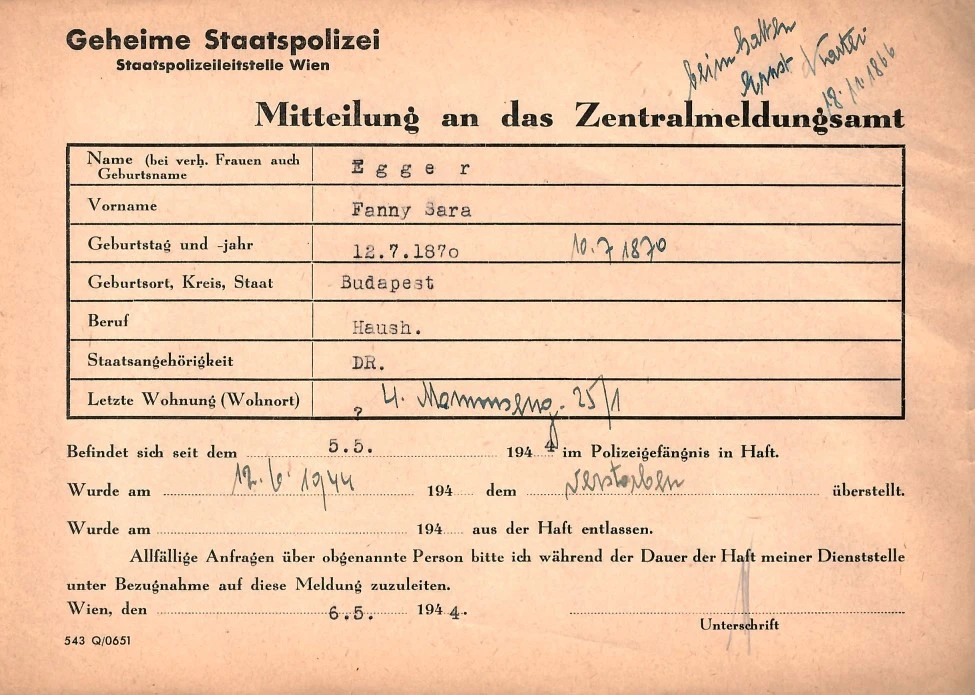 Geheime Staatspolizei
Staatspolizeileitstelle Wien
beim Gatten
Ernst
18. 11. 1866
Mitteilung an das Zentralmeldungsamt
Name (bei verh. Frauen auch Geburtsname Egger
Vorname Fanny Sara
Geburtstag und -jahr 12.7.1870 10.7 1870
Geburtsort, Kreis, Staat Budapest
Beruf Haush.
Staatsangehörigkeit DR.
Letzte Wohnung (Wohnort) ? 4. 25/1
Befindet sich seit dem 5.5. 194 4 im Polizeigefängnis in Haft.
Wurde am 12. 6. 1944 194 dem verstorben überstellt.
Wurde am 194 aus der Haft entlassen.
Allfällige Anfragen über obgenannte Person bitte ich während der Dauer der Haft meiner Dienststelle
unter Bezugnahme auf diese Meldung zuzuleiten.
Wien, den 6.5. 194 4.
Unterschrift
543 Q/0651